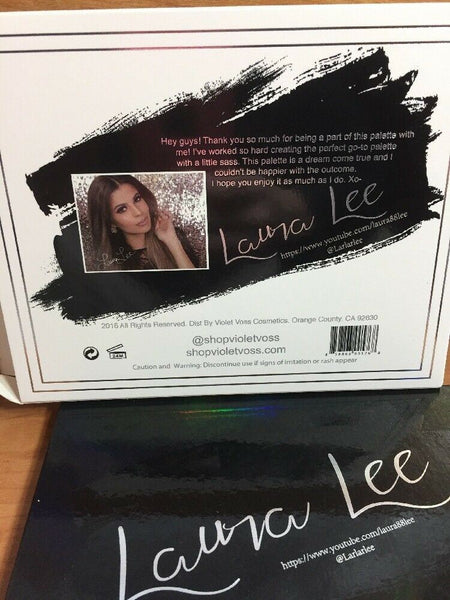 Hey guys! Thank you so much for being a part of this palette with
me! I've worked so hard creating the perfect go-to palette
with a little sass. This palette is a dream come true and I
couldn't be happier with the outcome.
I hope you enjoy it as much as I do. Xo-
Laura Lee
https://www.youtube.com/laura88lee
@Larlarlee
2016 All Rights Reserved. Dist By Violet Voss Cosmetics. Orange County. CA 92830
@shopvioletvoss
shopvioletvoss.com
24M
Caution and Warning: Discontinue use if signs of irritation or rash appear
Laura Lee
https://www.youtube.com/laura88lee
@Larlarlee